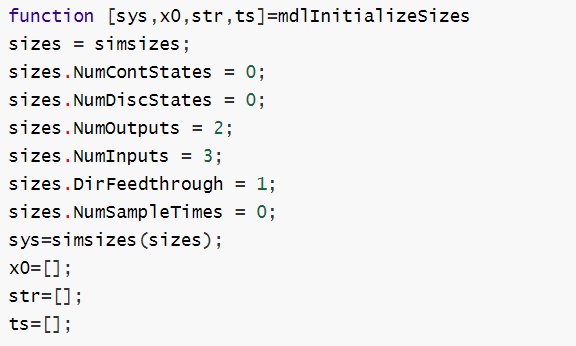 function [sys,x0,str,ts]=mdlInitializeSizes
sizes = simsizes;
sizes.NumContStates = 0;
sizes.NumDiscStates = 0;
sizes.NumOutputs = 2;
sizes.NumInputs = 3;
sizes.DirFeedthrough = 1;
sizes.NumSampleTimes = 0;
sys=simsizes(sizes);
x0=[];
str=[];
ts=[];